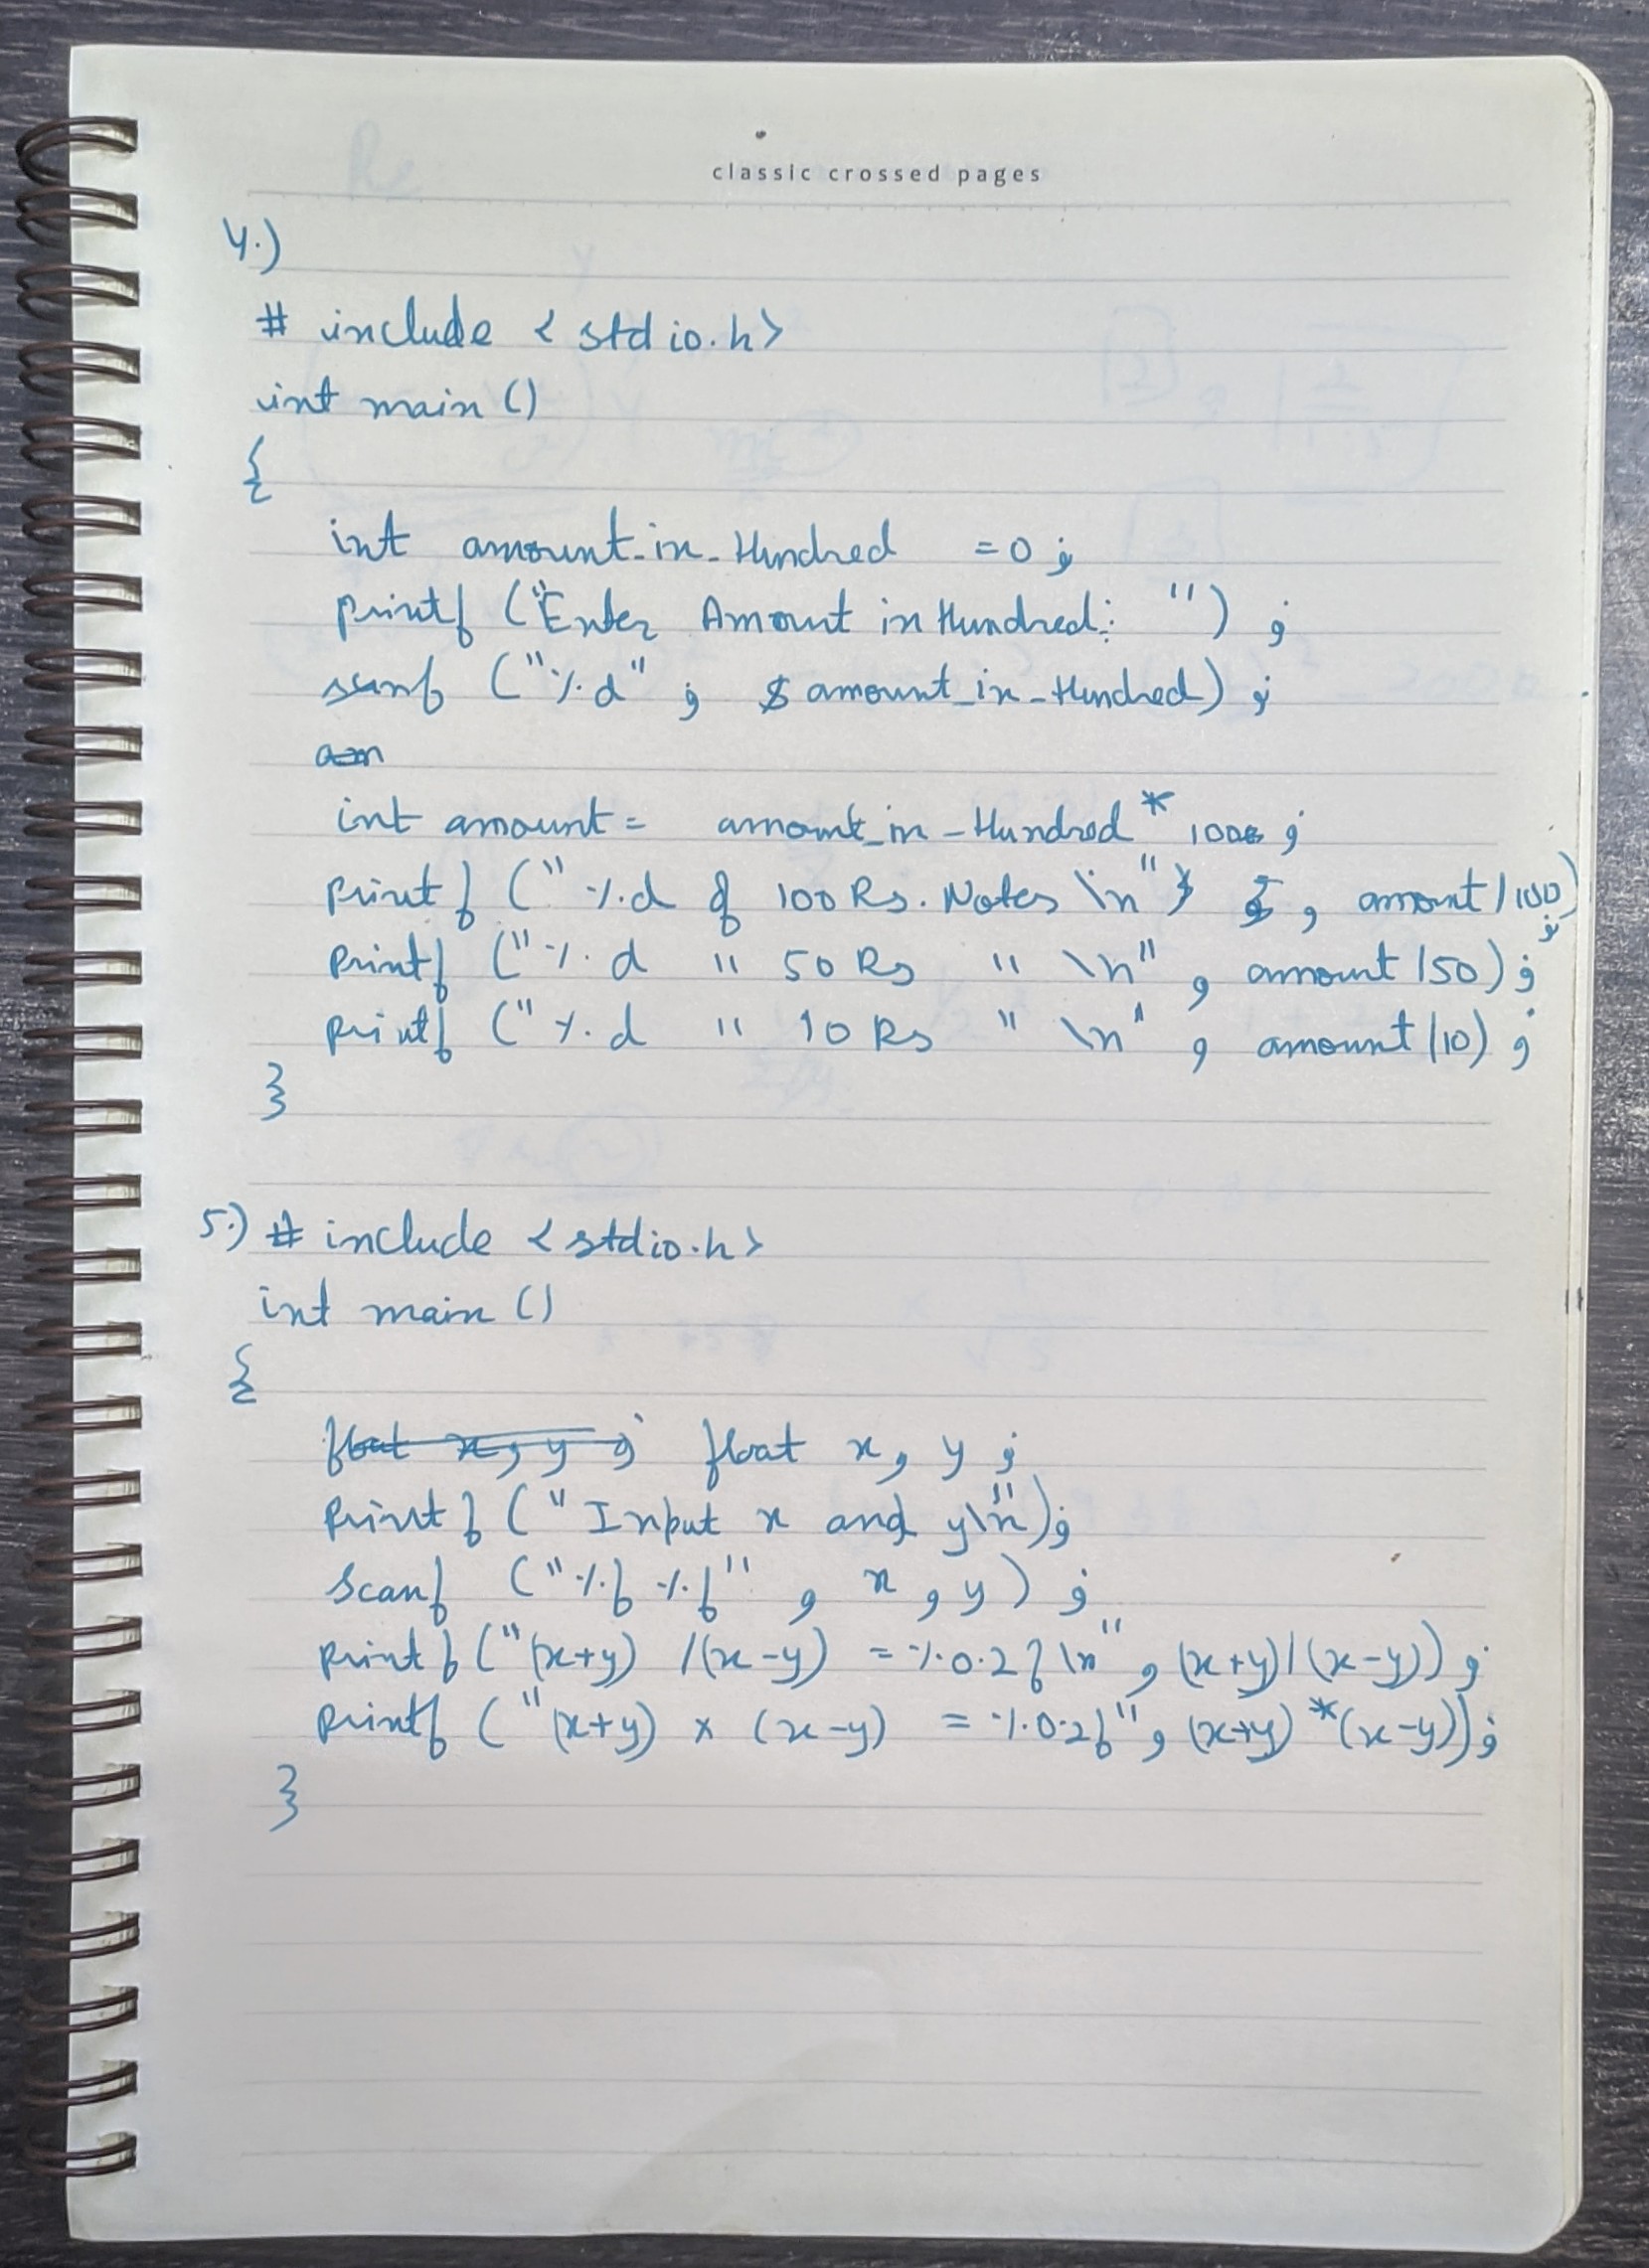 classic crossed pages
4.)
# include < stdio.h>
int main ()
{
int amount_in_Hundred = 0 ;
printf ("Enter Amount in Hundred: ") ;
scanf ("%d" ; $ amount_in_Hundred) ;
int amount = amount_in_Hundred * 100 ;
printf ("%d of 100 Rs. Notes \n" , amount/100) ;
printf ("%d " 50 Rs " \n" , amount/50) ;
printf ("%d " 10 Rs " \n" , amount/10) ;
}
5.) # include < stdio.h>
int main ()
{
float x, y ; float x, y ;
printf ("Input x and y\n") ;
scanf ("%f %f" , x , y) ;
printf ("(x+y) /(x-y) = %0.2f \n" , (x+y)/(x-y)) ;
printf ("(x+y) x (x-y) = %0.2f" , (x+y) *(x-y)) ;
}